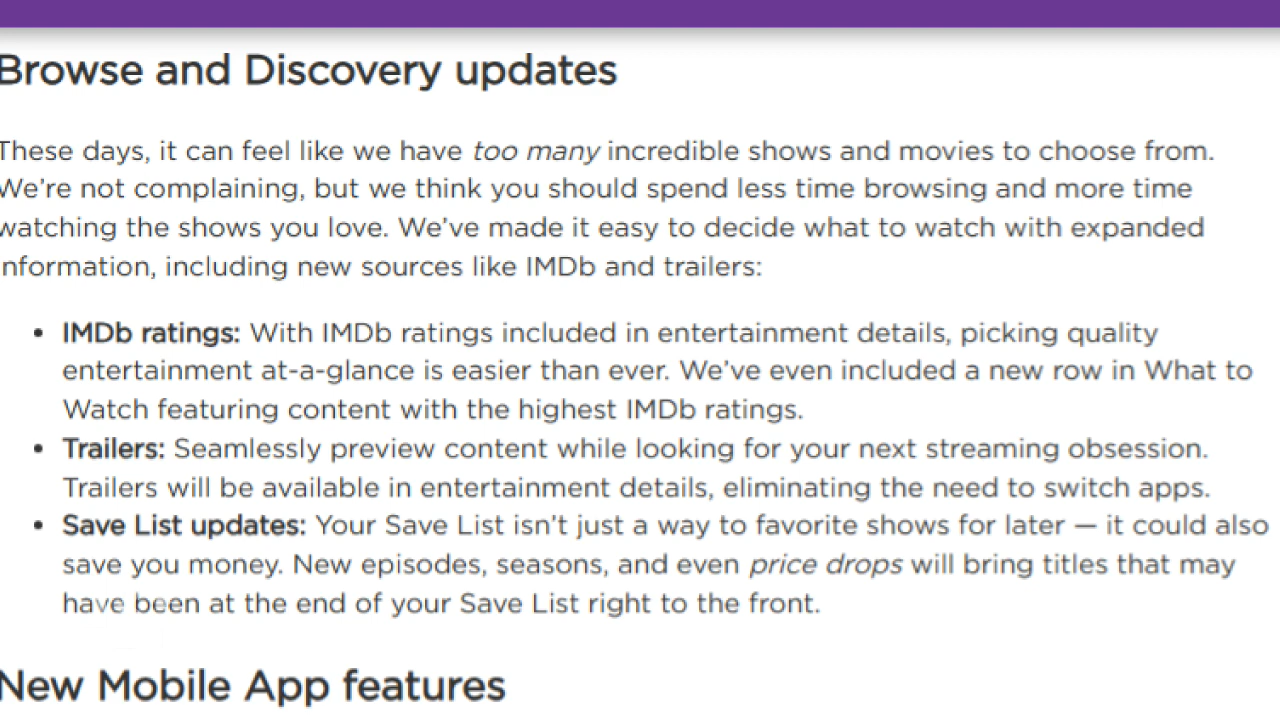 Browse and Discovery updates
These days, it can feel like we have too many incredible shows and movies to choose from.
We're not complaining, but we think you should spend less time browsing and more time
watching the shows you love. We've made it easy to decide what to watch with expanded
information, including new sources like IMDb and trailers:
• IMDb ratings: With IMDb ratings included in entertainment details, picking quality
entertainment at-a-glance is easier than ever. We've even included a new row in What to
Watch featuring content with the highest IMDb ratings.
• Trailers: Seamlessly preview content while looking for your next streaming obsession.
Trailers will be available in entertainment details, eliminating the need to switch apps.
• Save List updates: Your Save List isn't just a way to favorite shows for later — it could also
save you money. New episodes, seasons, and even price drops will bring titles that may
have been at the end of your Save List right to the front.
New Mobile App features